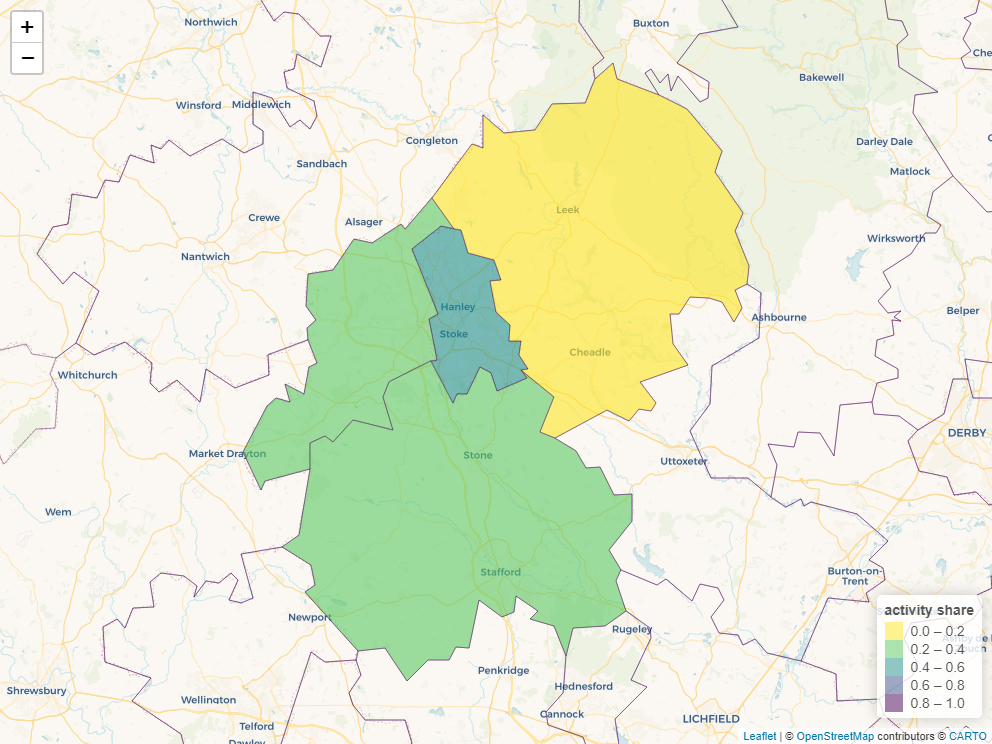 +
−
Northwich
Buxton
Che
Bakewell
Winsford
Middlewich
Congleton
Darley Dale
Sandbach
Matlock
Leek
Crewe
Alsager
Wirksworth
Nantwich
Hanley
Belper
Ashbourne
Stoke
Cheadle
Whitchurch
DERBY
Market Drayton
Stone
Uttoxeter
Wem
Stafford
Burton-on-
Trent
Newport
Rugeley
Penkridge
Shrewsbury
Hednesford
Wellington
Cannock
LICHFIELD
Telford
Dawley
activity share
0.0 – 0.2
0.2 – 0.4
0.4 – 0.6
0.6 – 0.8
0.8 – 1.0
Leaflet | © OpenStreetMap contributors © CARTO